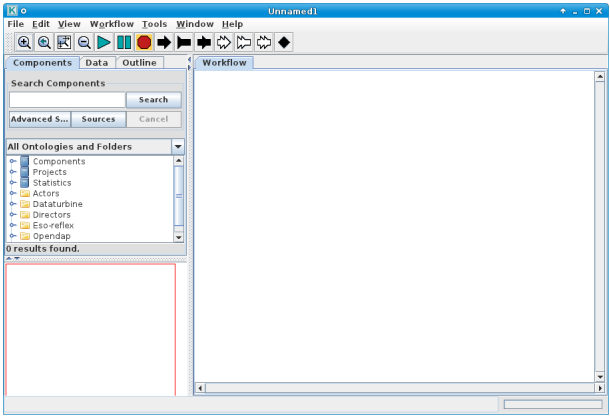 Unnamed1
File Edit View Workflow Tools Window Help
Components Data Outline
Workflow
Search Components
Search
Advanced S... Sources Cancel
All Ontologies and Folders
Components
Projects
Statistics
Actors
Dataturbine
Directors
Eso-reflex
Opendap
0 results found.